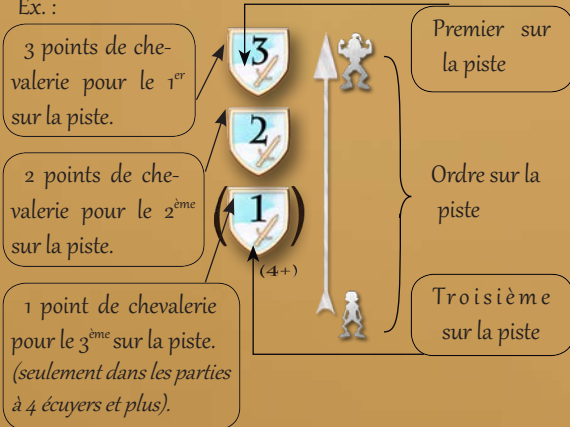 Ex. :
3 points de che-
valerie pour le 1er
sur la piste.
2 points de che-
valerie pour le 2ème
sur la piste.
1 point de chevalerie
pour le 3ème sur la piste.
(seulement dans les parties
à 4 écuyers et plus).
3
2
(1)
(4+)
Premier sur
la piste
Ordre sur la
piste
Troisième
sur la piste